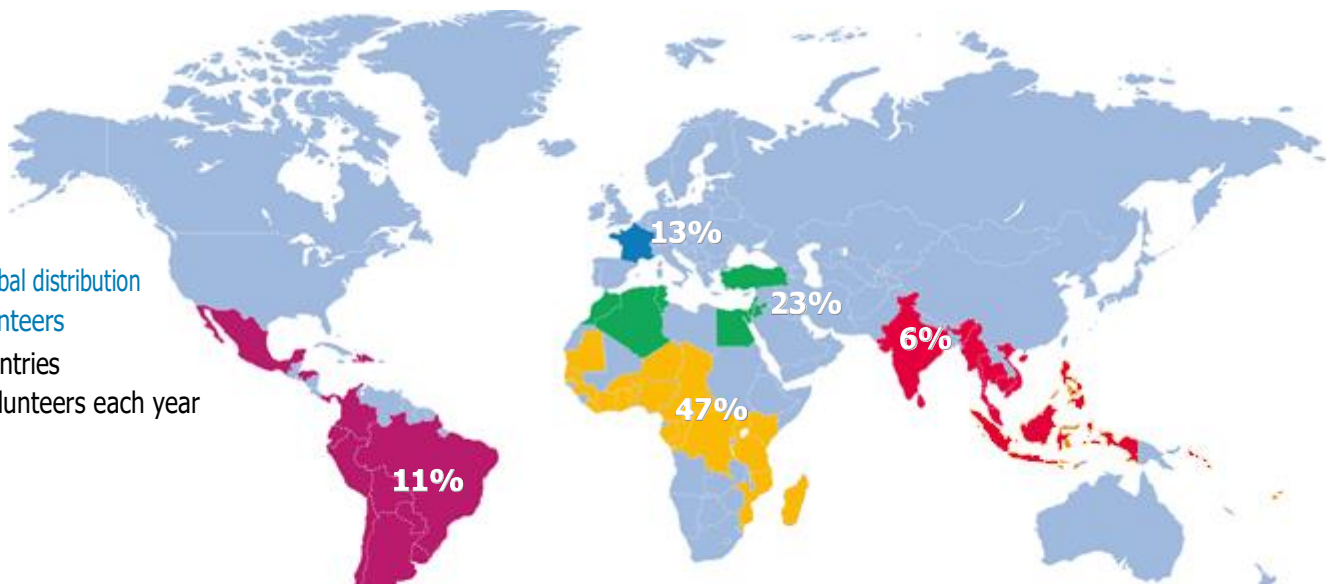 bal distribution
nteers
ntries
lunteers each year
13%
23%
6%
47%
11%